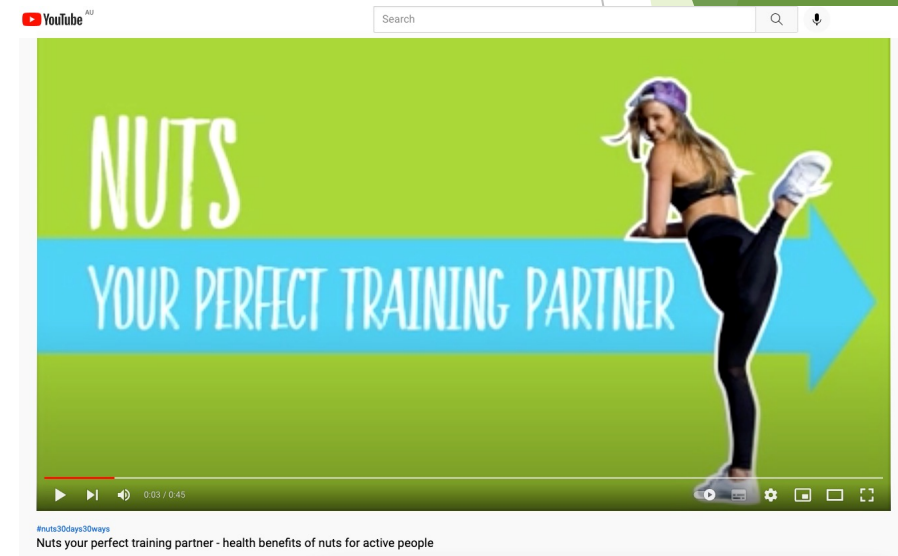 YouTube AU
Search
NUTS
YOUR PERFECT TRAINING PARTNER
0:03 / 0:45
#nuts30days30ways
Nuts your perfect training partner - health benefits of nuts for active people